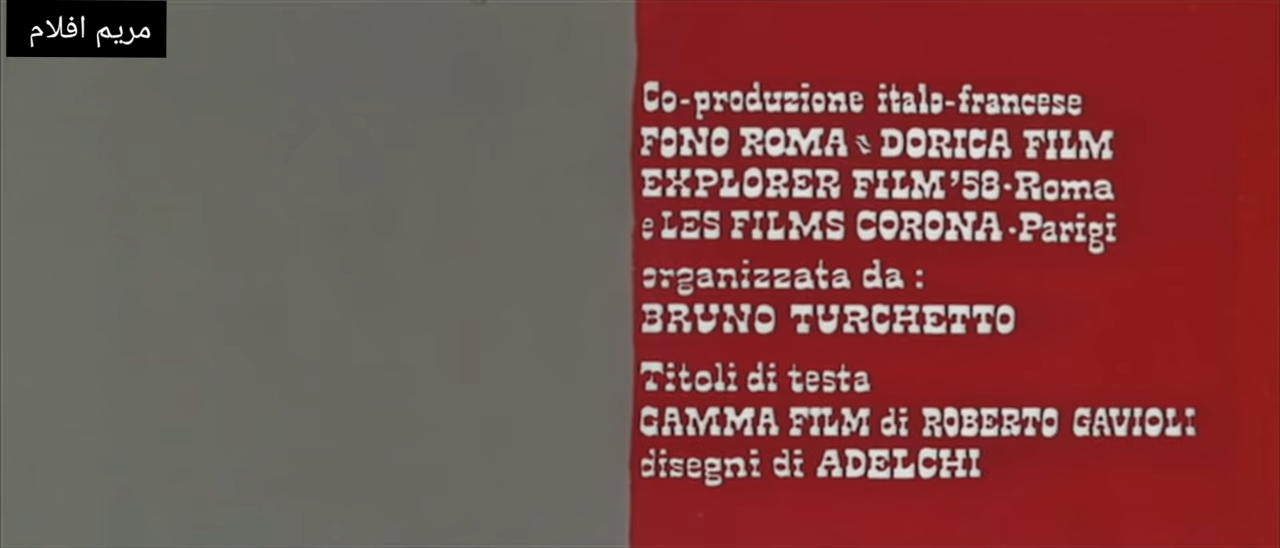 مريم افلام
Co-produzione italo-francese
FONO ROMA DORICA FILM
EXPLORER FILM '58·Roma
e LES FILMS CORONA·Parigi
organizzata da :
BRUNO TURCHETTO
Titoli di testa
GAMMA FILM di ROBERTO GAVIOLI
disegni di ADELCHI